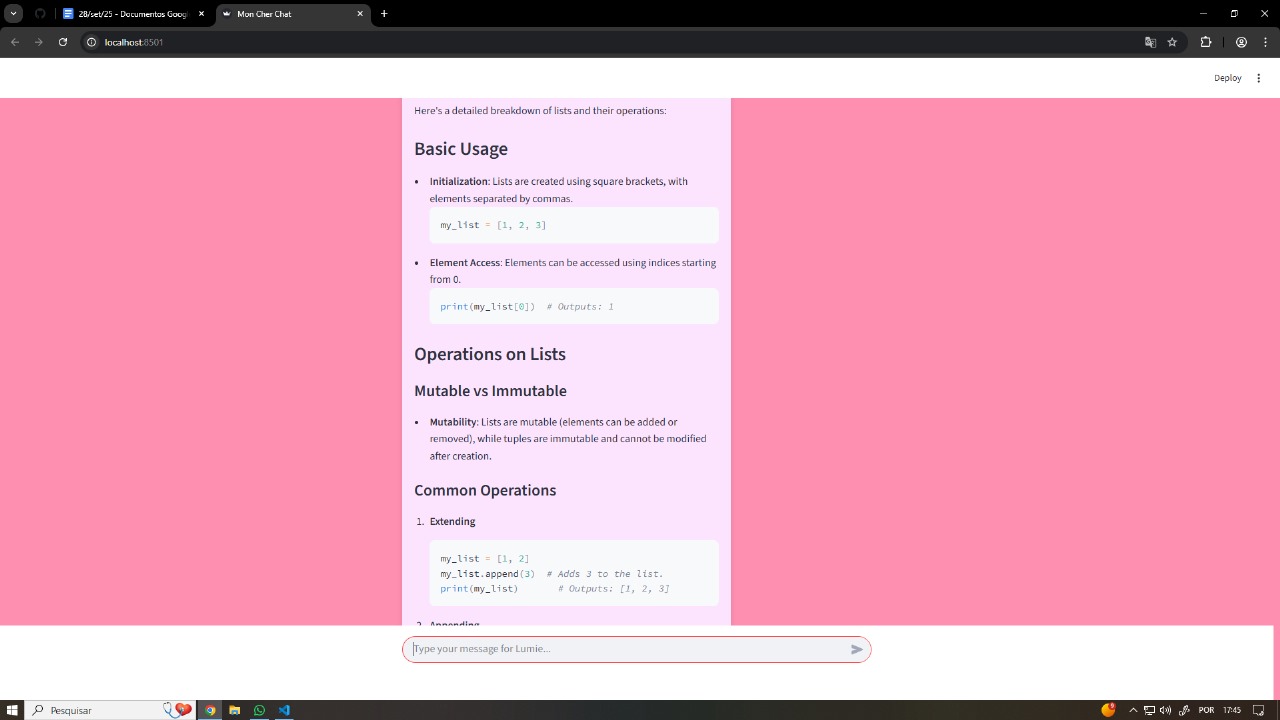 28/set/25 - Documentos Googl
Mon Cher Chat
localhost:8501
Deploy
Here's a detailed breakdown of lists and their operations:
Basic Usage
• Initialization: Lists are created using square brackets, with
elements separated by commas.
my_list = [1, 2, 3]
• Element Access: Elements can be accessed using indices starting
from 0.
print(my_list[0])  # Outputs: 1
Operations on Lists
Mutable vs Immutable
• Mutability: Lists are mutable (elements can be added or
removed), while tuples are immutable and cannot be modified
after creation.
Common Operations
1. Extending
my_list = [1, 2]
my_list.append(3)  # Adds 3 to the list.
print(my_list)       # Outputs: [1, 2, 3]
2. Appending
Type your message for Lumie...
Pesquisar
POR
17:45